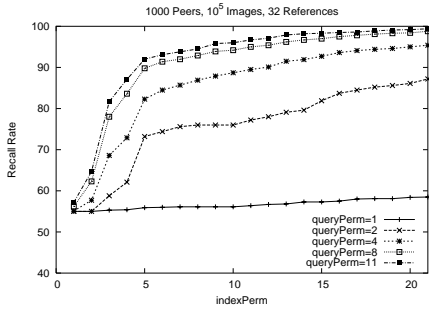 1000 Peers, 10^5 Images, 32 References
100
90
80
70
60
50
40
Recall Rate
0
5
10
15
20
indexPerm
queryPerm=1
queryPerm=2
queryPerm=4
queryPerm=8
queryPerm=11